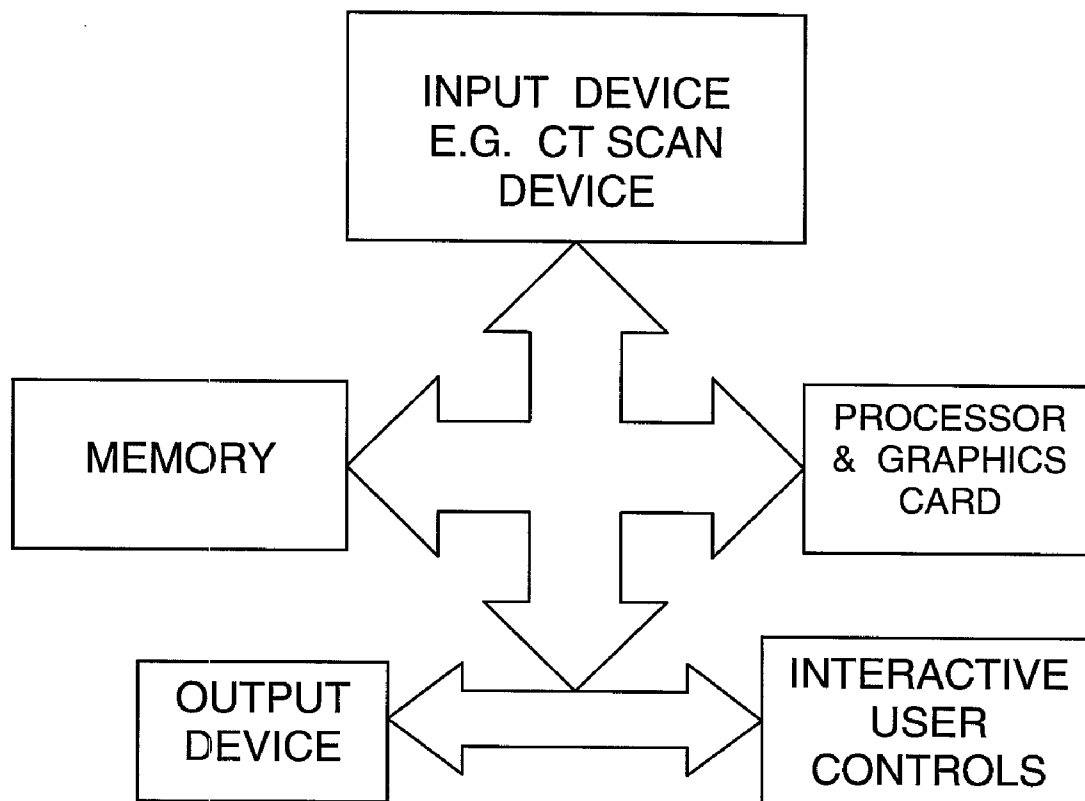 INPUT DEVICE
E.G. CT SCAN
DEVICE
MEMORY
PROCESSOR
& GRAPHICS
CARD
OUTPUT
DEVICE
INTERACTIVE
USER
CONTROLS